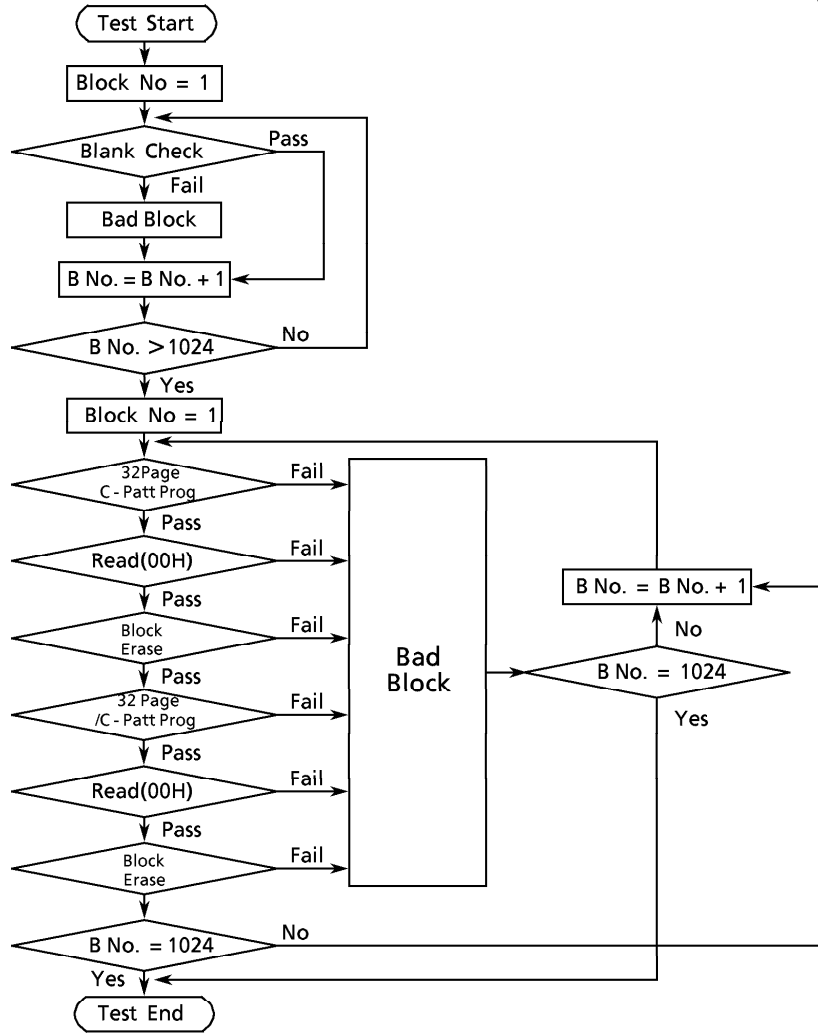 Test Start
Block No = 1
Blank Check
Pass
Fail
Bad Block
B No. = B No. + 1
B No. > 1024
No
Yes
Block No = 1
32Page
C - Patt Prog
Fail
Pass
Read(00H)
Fail
Pass
Block
Erase
Fail
Pass
32 Page
/C - Patt Prog
Fail
Pass
Read(00H)
Fail
Pass
Block
Erase
Fail
Bad
Block
B No. = B No. + 1
No
B No. = 1024
Yes
B No. = 1024
No
Yes
Test End